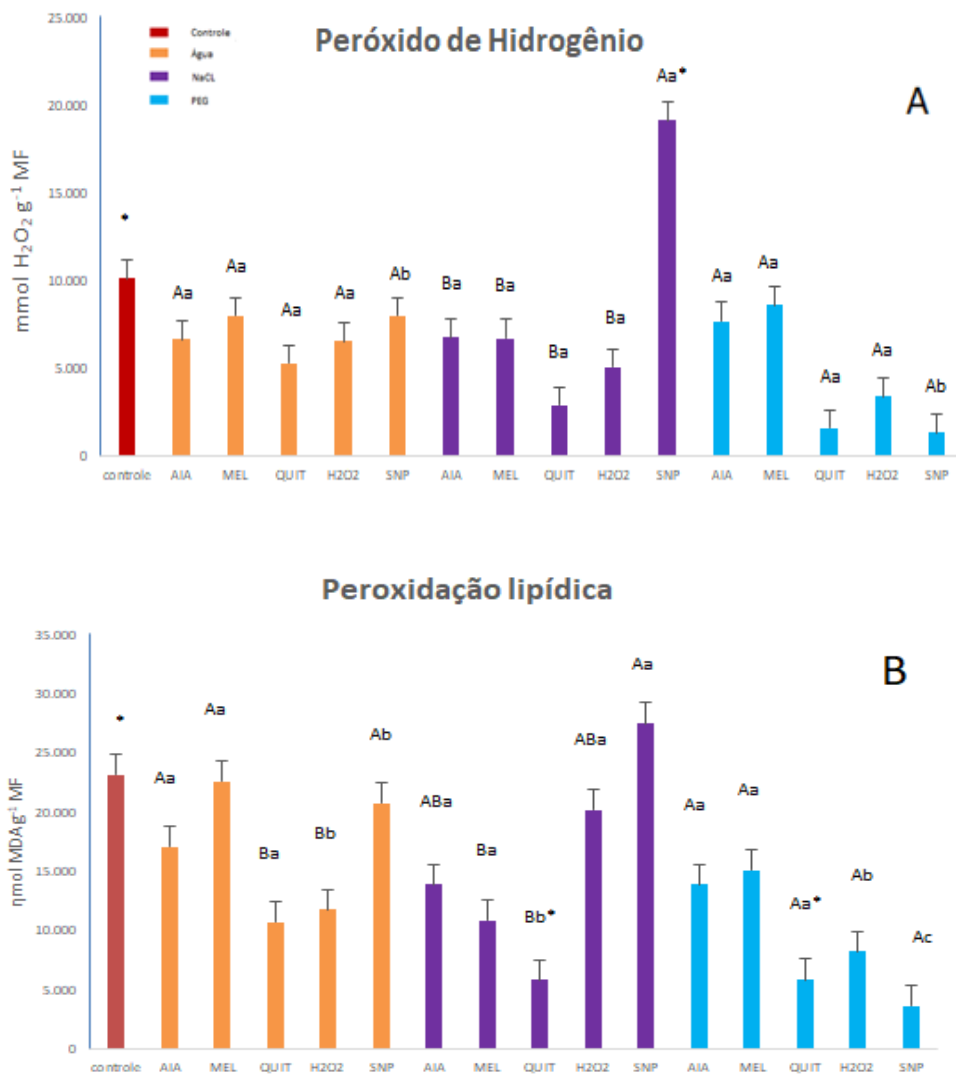 Peróxido de Hidrogênio
A
Controle
Água
NaCL
PEG
mmol H₂O₂ g⁻¹ MF
25.000
20.000
15.000
10.000
5.000
0
* Aa Aa Aa Aa Ab Ba Ba Ba Ba Aa* Aa Aa Aa Aa Ab
controle AIA MEL QUIT H2O2 SNP AIA MEL QUIT H2O2 SNP AIA MEL QUIT H2O2 SNP
Peroxidação lipídica
B
ηmol MDAg⁻¹ MF
35.000
30.000
25.000
20.000
15.000
10.000
5.000
0
* Aa Aa Ba Bb Ab ABa Ba Bb* ABa Aa Aa Aa Aa* Ab Ac
controle AIA MEL QUIT H2O2 SNP AIA MEL QUIT H2O2 SNP AIA MEL QUIT H2O2 SNP